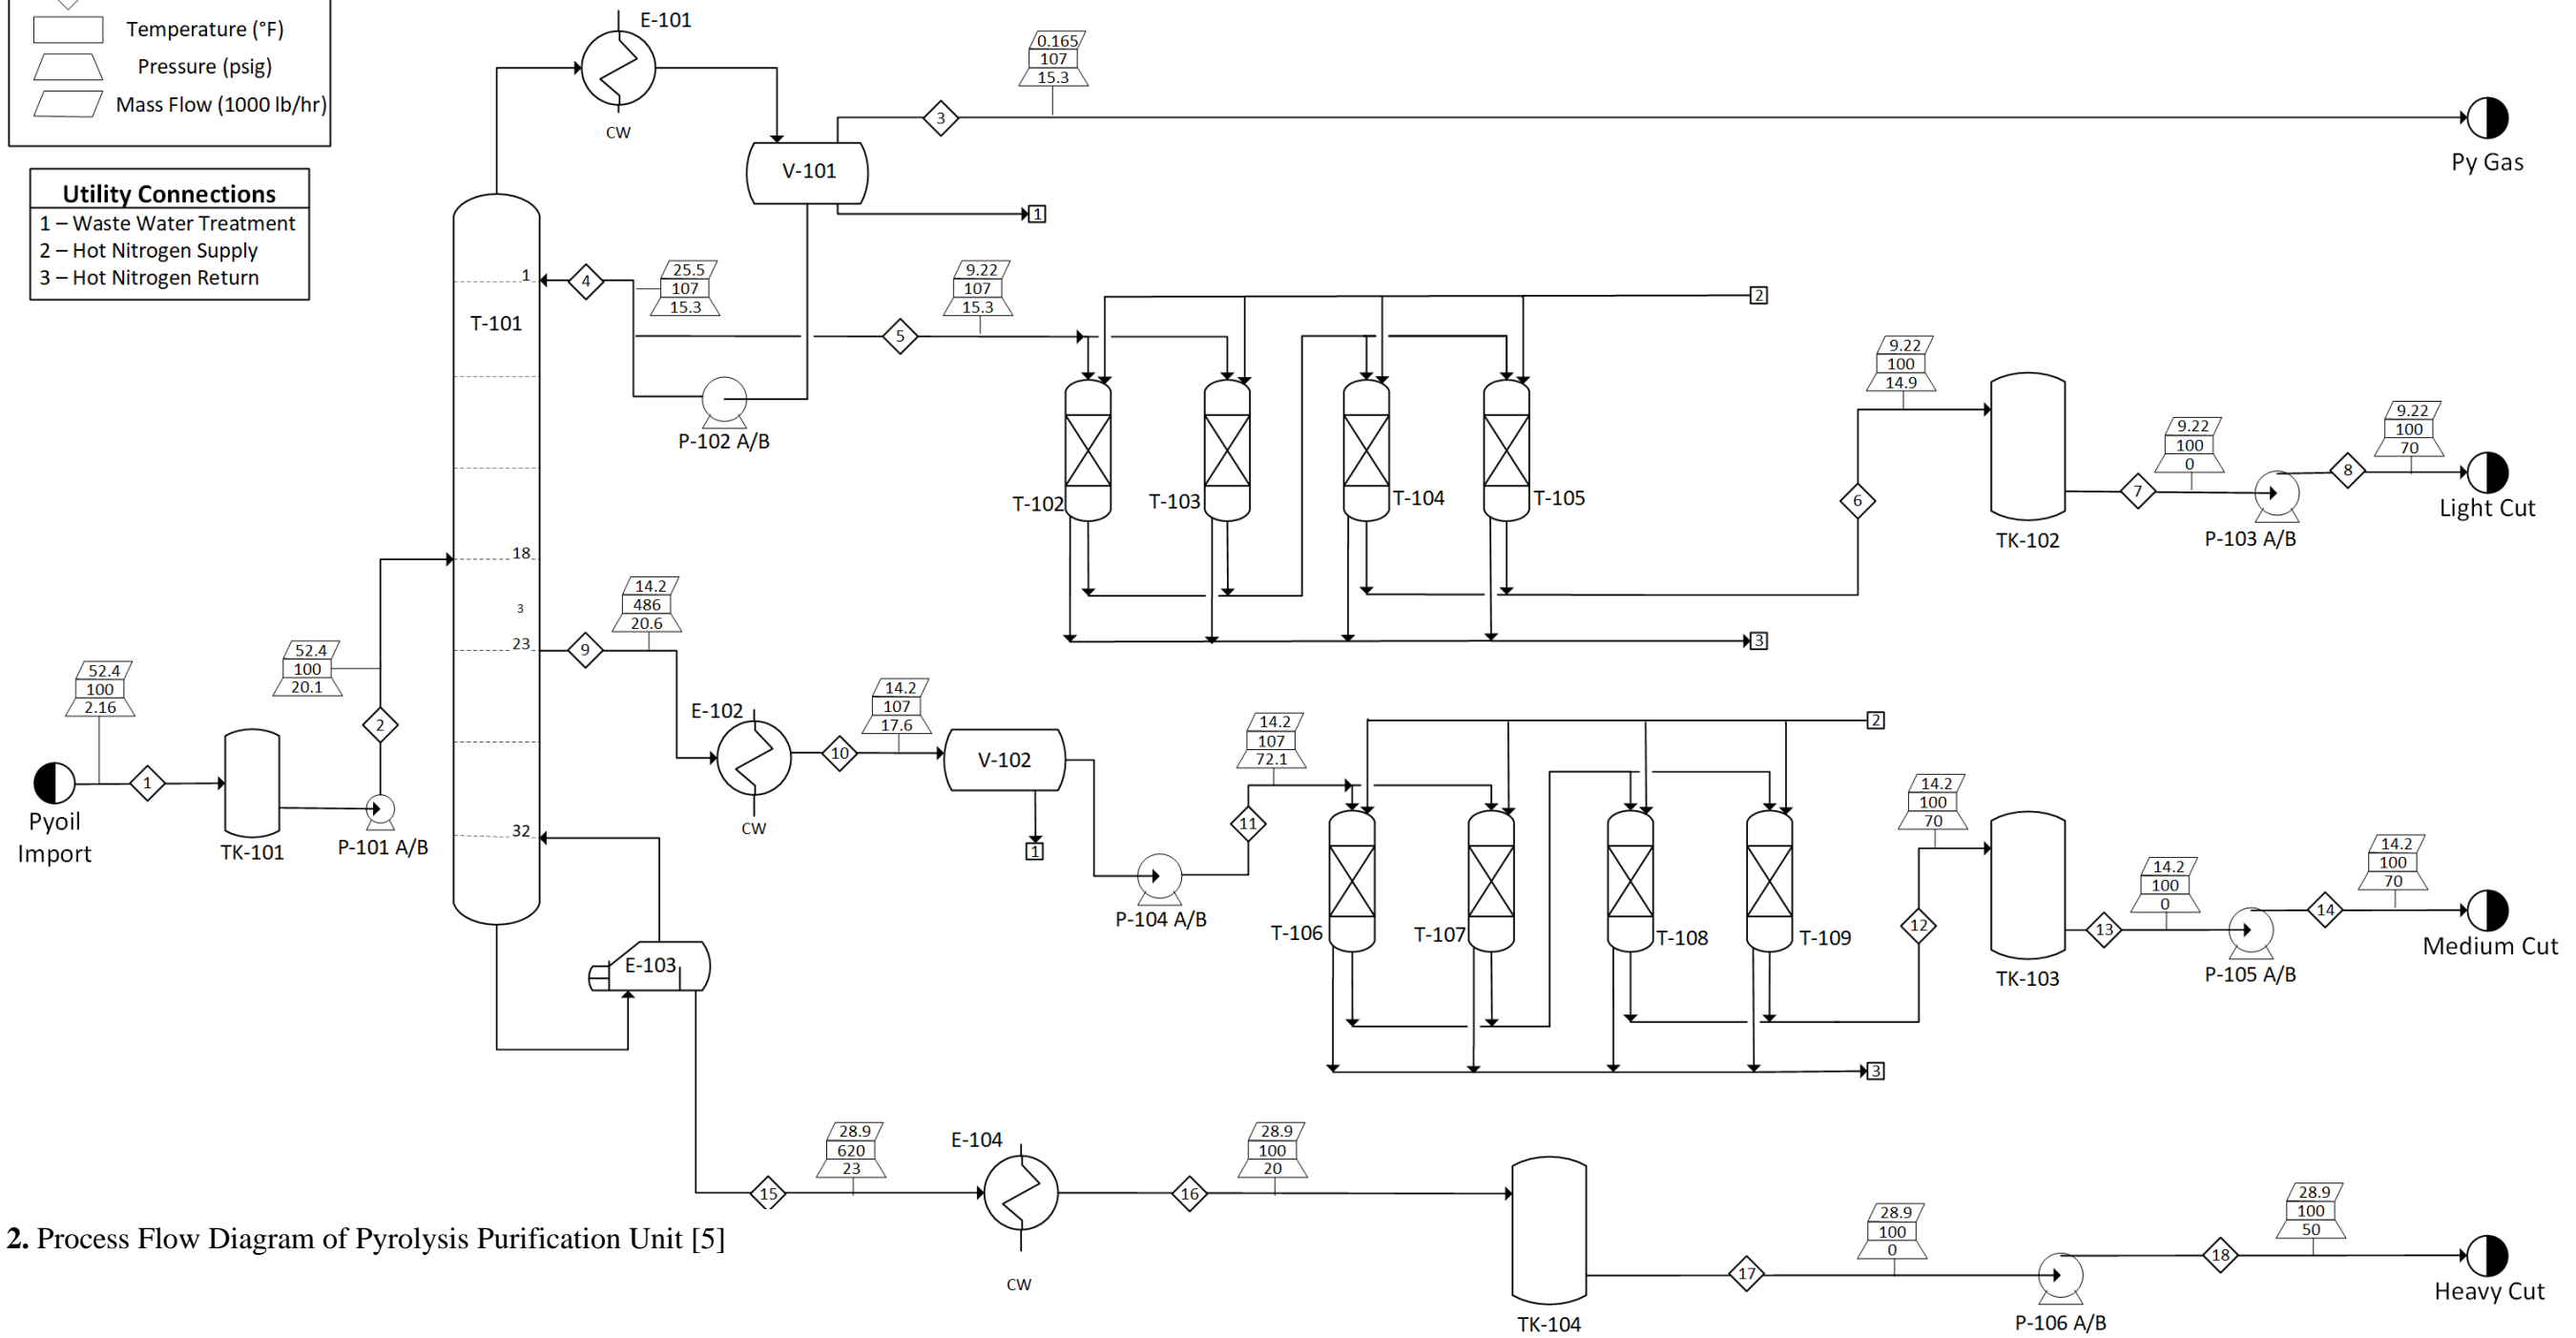 Temperature (°F)
Pressure (psig)
Mass Flow (1000 lb/hr)
Utility Connections
1 – Waste Water Treatment
2 – Hot Nitrogen Supply
3 – Hot Nitrogen Return
E-101
CW
V-101
1
0.165
107
15.3
3
Py Gas
1
T-101
4
25.5
107
15.3
9.22
107
15.3
5
P-102 A/B
2
T-102
T-103
T-104
T-105
3
6
9.22
100
14.9
TK-102
9.22
100
0
7
P-103 A/B
9.22
100
70
8
Light Cut
18
3
23
32
52.4
100
2.16
1
Pyoil
Import
TK-101
52.4
100
20.1
2
P-101 A/B
14.2
486
20.6
9
E-102
CW
14.2
107
17.6
10
V-102
1
P-104 A/B
14.2
107
72.1
11
2
T-106
T-107
T-108
T-109
3
12
14.2
100
70
TK-103
14.2
100
0
13
P-105 A/B
14.2
100
70
14
Medium Cut
E-103
28.9
620
23
15
E-104
CW
28.9
100
20
16
TK-104
28.9
100
0
17
P-106 A/B
28.9
100
50
18
Heavy Cut
2. Process Flow Diagram of Pyrolysis Purification Unit [5]